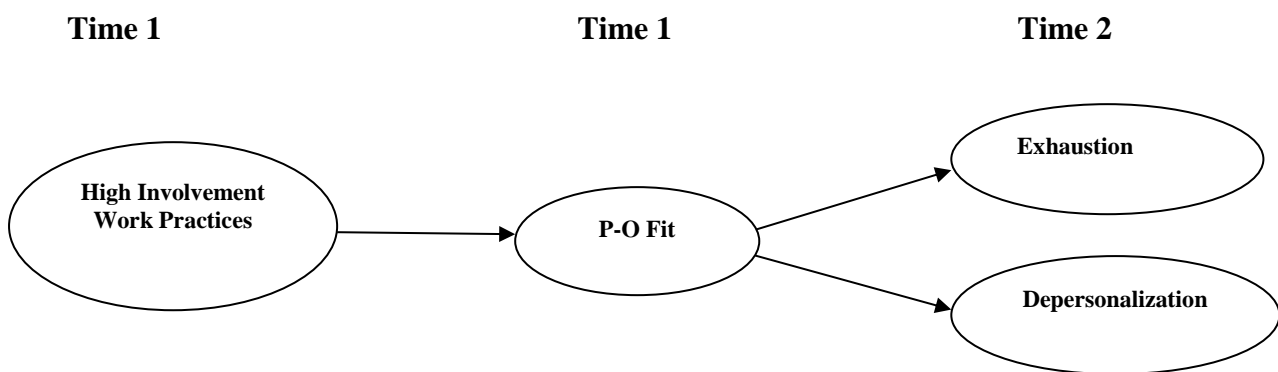 Time 1
Time 1
Time 2
High Involvement
Work Practices
P-O Fit
Exhaustion
Depersonalization